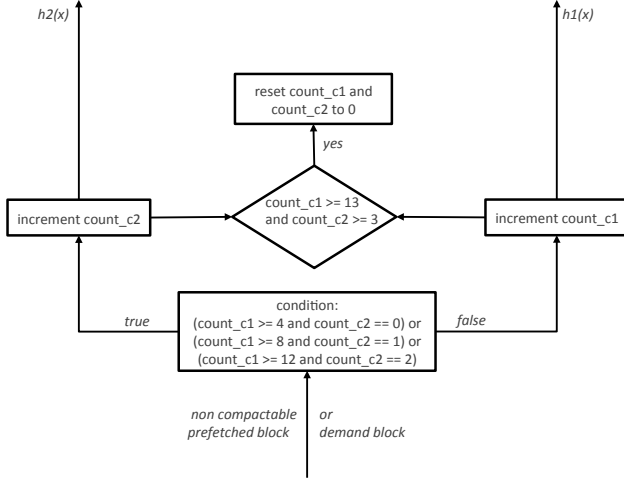 h2(x)
h1(x)
reset count_c1 and
count_c2 to 0
yes
count_c1 >= 13
and count_c2 >= 3
increment count_c2
increment count_c1
condition:
(count_c1 >= 4 and count_c2 == 0) or
(count_c1 >= 8 and count_c2 == 1) or
(count_c1 >= 12 and count_c2 == 2)
true
false
non compactable
prefetched block
or
demand block